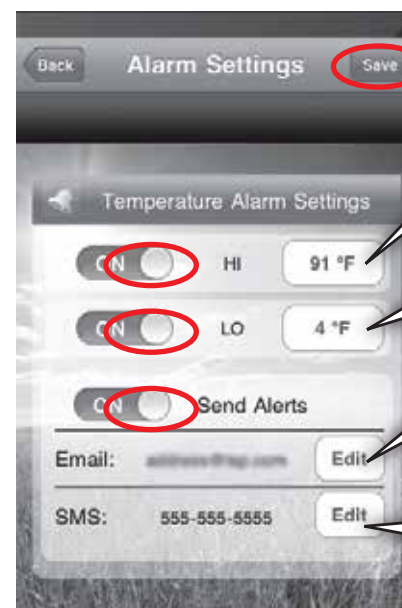 Back Alarm Settings Save
Temperature Alarm Settings
ON HI 91 °F
ON LO 4 °F
ON Send Alerts
Email: Edit
SMS: 555-555-5555 Edit